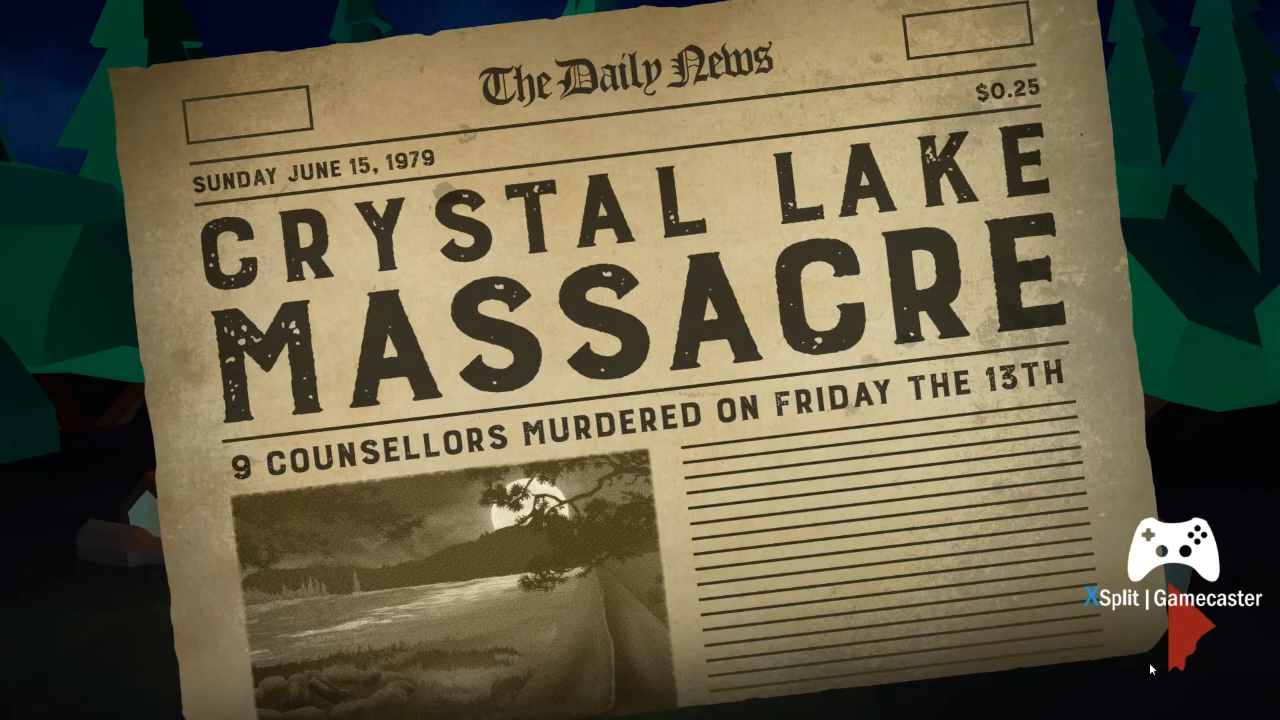 The Daily News
$0.25
SUNDAY JUNE 15, 1979
CRYSTAL LAKE
MASSACRE
9 COUNSELLORS MURDERED ON FRIDAY THE 13TH
XSplit | Gamecaster